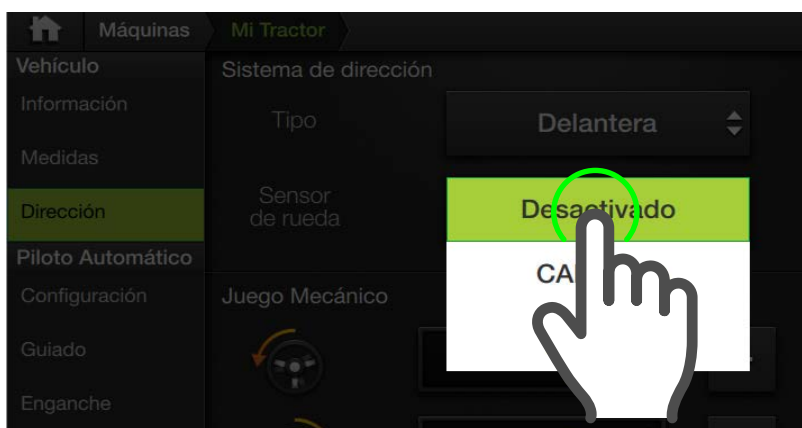 Máquinas Mi Tractor
Vehículo
Información
Medidas
Dirección
Piloto Automático
Configuración
Guiado
Enganche
Sistema de dirección
Tipo
Delantera
Sensor
de rueda
Desactivado
Juego Mecánico